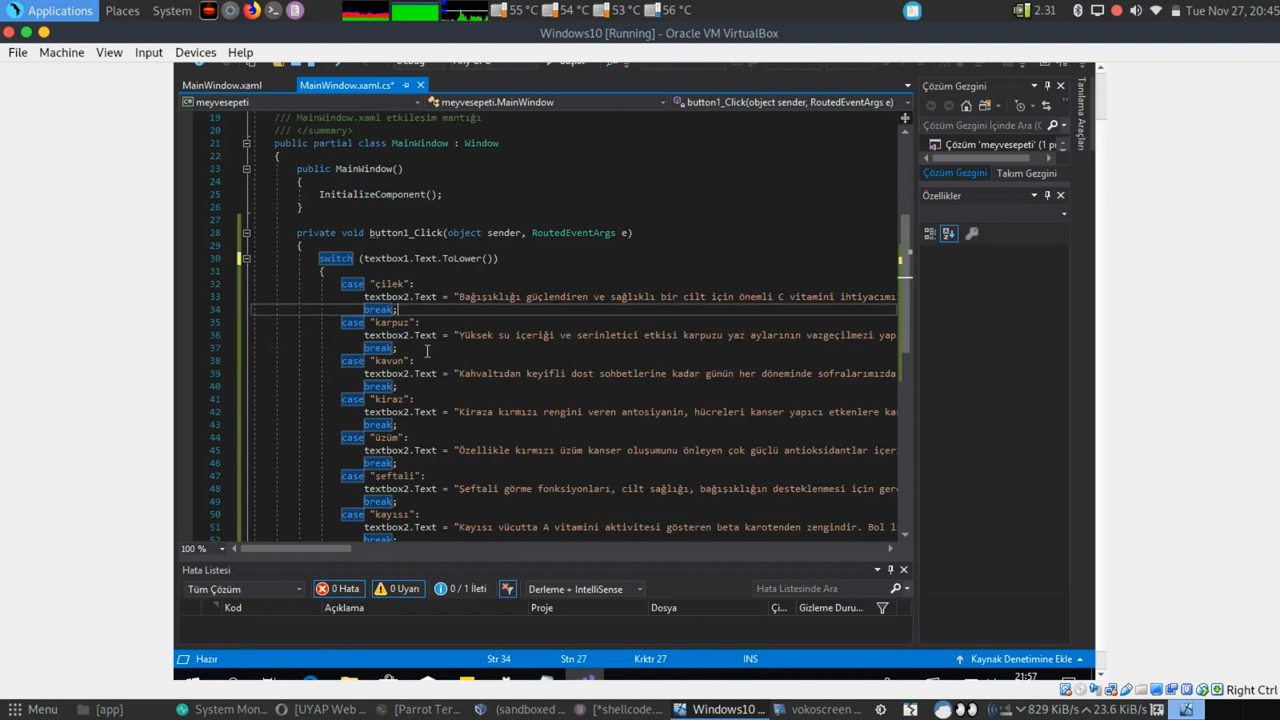 Applications Places System 55 °C 54 °C 53 °C 56 °C 2.31 Tue Nov 27, 20:45
Windows10 [Running] - Oracle VM VirtualBox
File Machine View Input Devices Help
MainWindow.xaml MainWindow.xaml.cs*
Çözüm Gezgini
Tanılama Araçları
meyvesepeti meyvesepeti.MainWindow button1_Click(object sender, RoutedEventArgs e)
Çözüm Gezgini İçinde Ara (
Çözüm 'meyvesepeti' (1 p
Çözüm Gezgini Takım Gezgini
Özellikler
19 /// MainWindow.xaml etkileşim mantığı
20 /// </summary>
21 public partial class MainWindow : Window
22 {
23 public MainWindow()
24 {
25 InitializeComponent();
26 }
27
28 private void button1_Click(object sender, RoutedEventArgs e)
29 {
30 switch (textbox1.Text.ToLower())
31 {
32 case "çilek":
33 textbox2.Text = "Bağışıklığı güçlendiren ve sağlıklı bir cilt için önemli C vitamini ihtiyacımı
34 break;
35 case "karpuz":
36 textbox2.Text = "Yüksek su içeriği ve serinletici etkisi karpuzu yaz aylarının vazgeçilmezi yap
37 break;
38 case "kavun":
39 textbox2.Text = "Kahvaltıdan keyifli dost sohbetlerine kadar günün her döneminde sofralarımızda
40 break;
41 case "kiraz":
42 textbox2.Text = "Kiraza kırmızı rengini veren antosiyanin, hücreleri kanser yapıcı etkenlere ka
43 break;
44 case "üzüm":
45 textbox2.Text = "Özellikle kırmızı üzüm kanser oluşumunu önleyen çok güçlü antioksidantlar içer
46 break;
47 case "şeftali":
48 textbox2.Text = "Şeftali görme fonksiyonları, cilt sağlığı, bağışıklığın desteklenmesi için ger
49 break;
50 case "kayısı":
51 textbox2.Text = "Kayısı vücutta A vitamini aktivitesi gösteren beta karotenden zengindir. Bol l
52 break;
100 %
Hata Listesi
Tüm Çözüm 0 Hata 0 Uyarı 0 / 1 İleti Derleme + IntelliSense Hata Listesinde Ara
Kod Açıklama Proje Dosya Çi... Gizleme Duru...
Hazır Str 34 Stn 27 Krktr 27 INS Kaynak Denetimine Ekle
21:57
Right Ctrl
Menu [app] System Mon... [UYAP Web ... [Parrot Ter... (sandboxed ... [*shellcode.... Windows10 ... vokoscreen 829 KiB/s 23.6 KiB/s